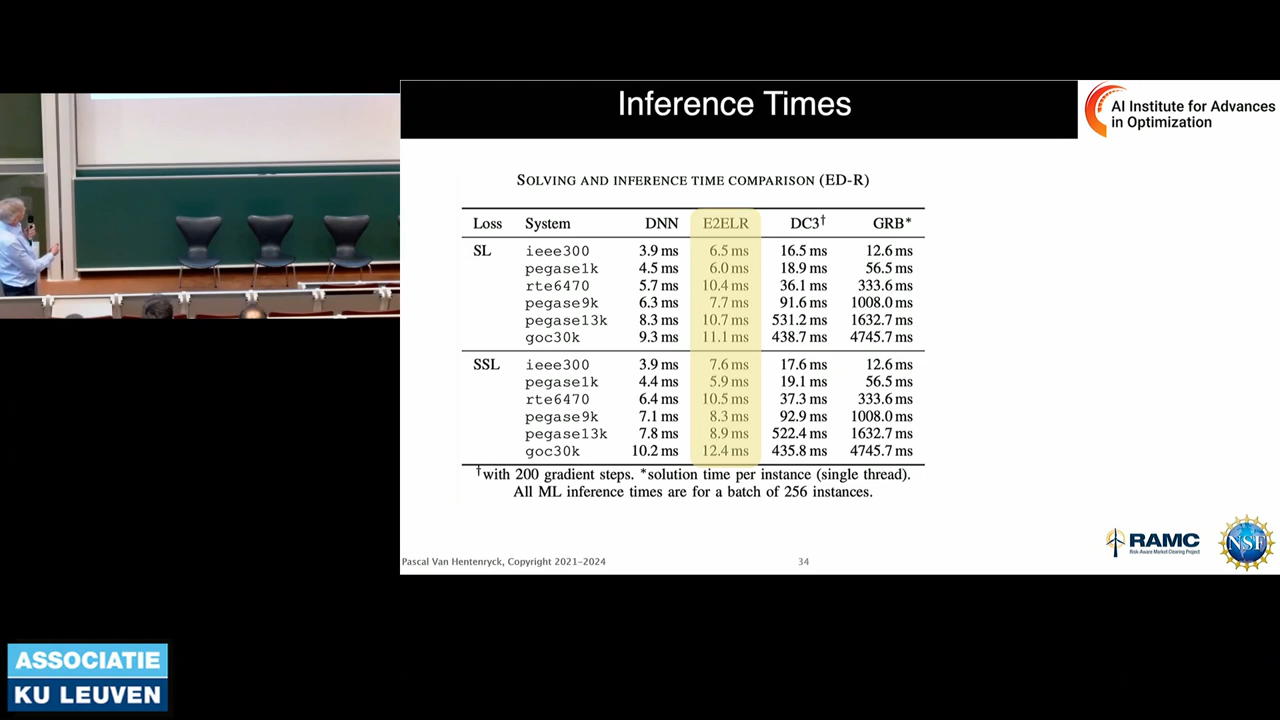 Inference Times
AI Institute for Advances
in Optimization
SOLVING AND INFERENCE TIME COMPARISON (ED-R)
Loss System DNN E2ELR DC3† GRB*
SL ieee300 3.9 ms 6.5 ms 16.5 ms 12.6 ms
pegase1k 4.5 ms 6.0 ms 18.9 ms 56.5 ms
rte6470 5.7 ms 10.4 ms 36.1 ms 333.6 ms
pegase9k 6.3 ms 7.7 ms 91.6 ms 1008.0 ms
pegase13k 8.3 ms 10.7 ms 531.2 ms 1632.7 ms
goc30k 9.3 ms 11.1 ms 438.7 ms 4745.7 ms
SSL ieee300 3.9 ms 7.6 ms 17.6 ms 12.6 ms
pegase1k 4.4 ms 5.9 ms 19.1 ms 56.5 ms
rte6470 6.4 ms 10.5 ms 37.3 ms 333.6 ms
pegase9k 7.1 ms 8.3 ms 92.9 ms 1008.0 ms
pegase13k 7.8 ms 8.9 ms 522.4 ms 1632.7 ms
goc30k 10.2 ms 12.4 ms 435.8 ms 4745.7 ms
†with 200 gradient steps. *solution time per instance (single thread).
All ML inference times are for a batch of 256 instances.
RAMC
Risk-Aware Market Clearing Project
NSF
Pascal Van Hentenryck, Copyright 2021-2024
34
ASSOCIATIE
KU LEUVEN